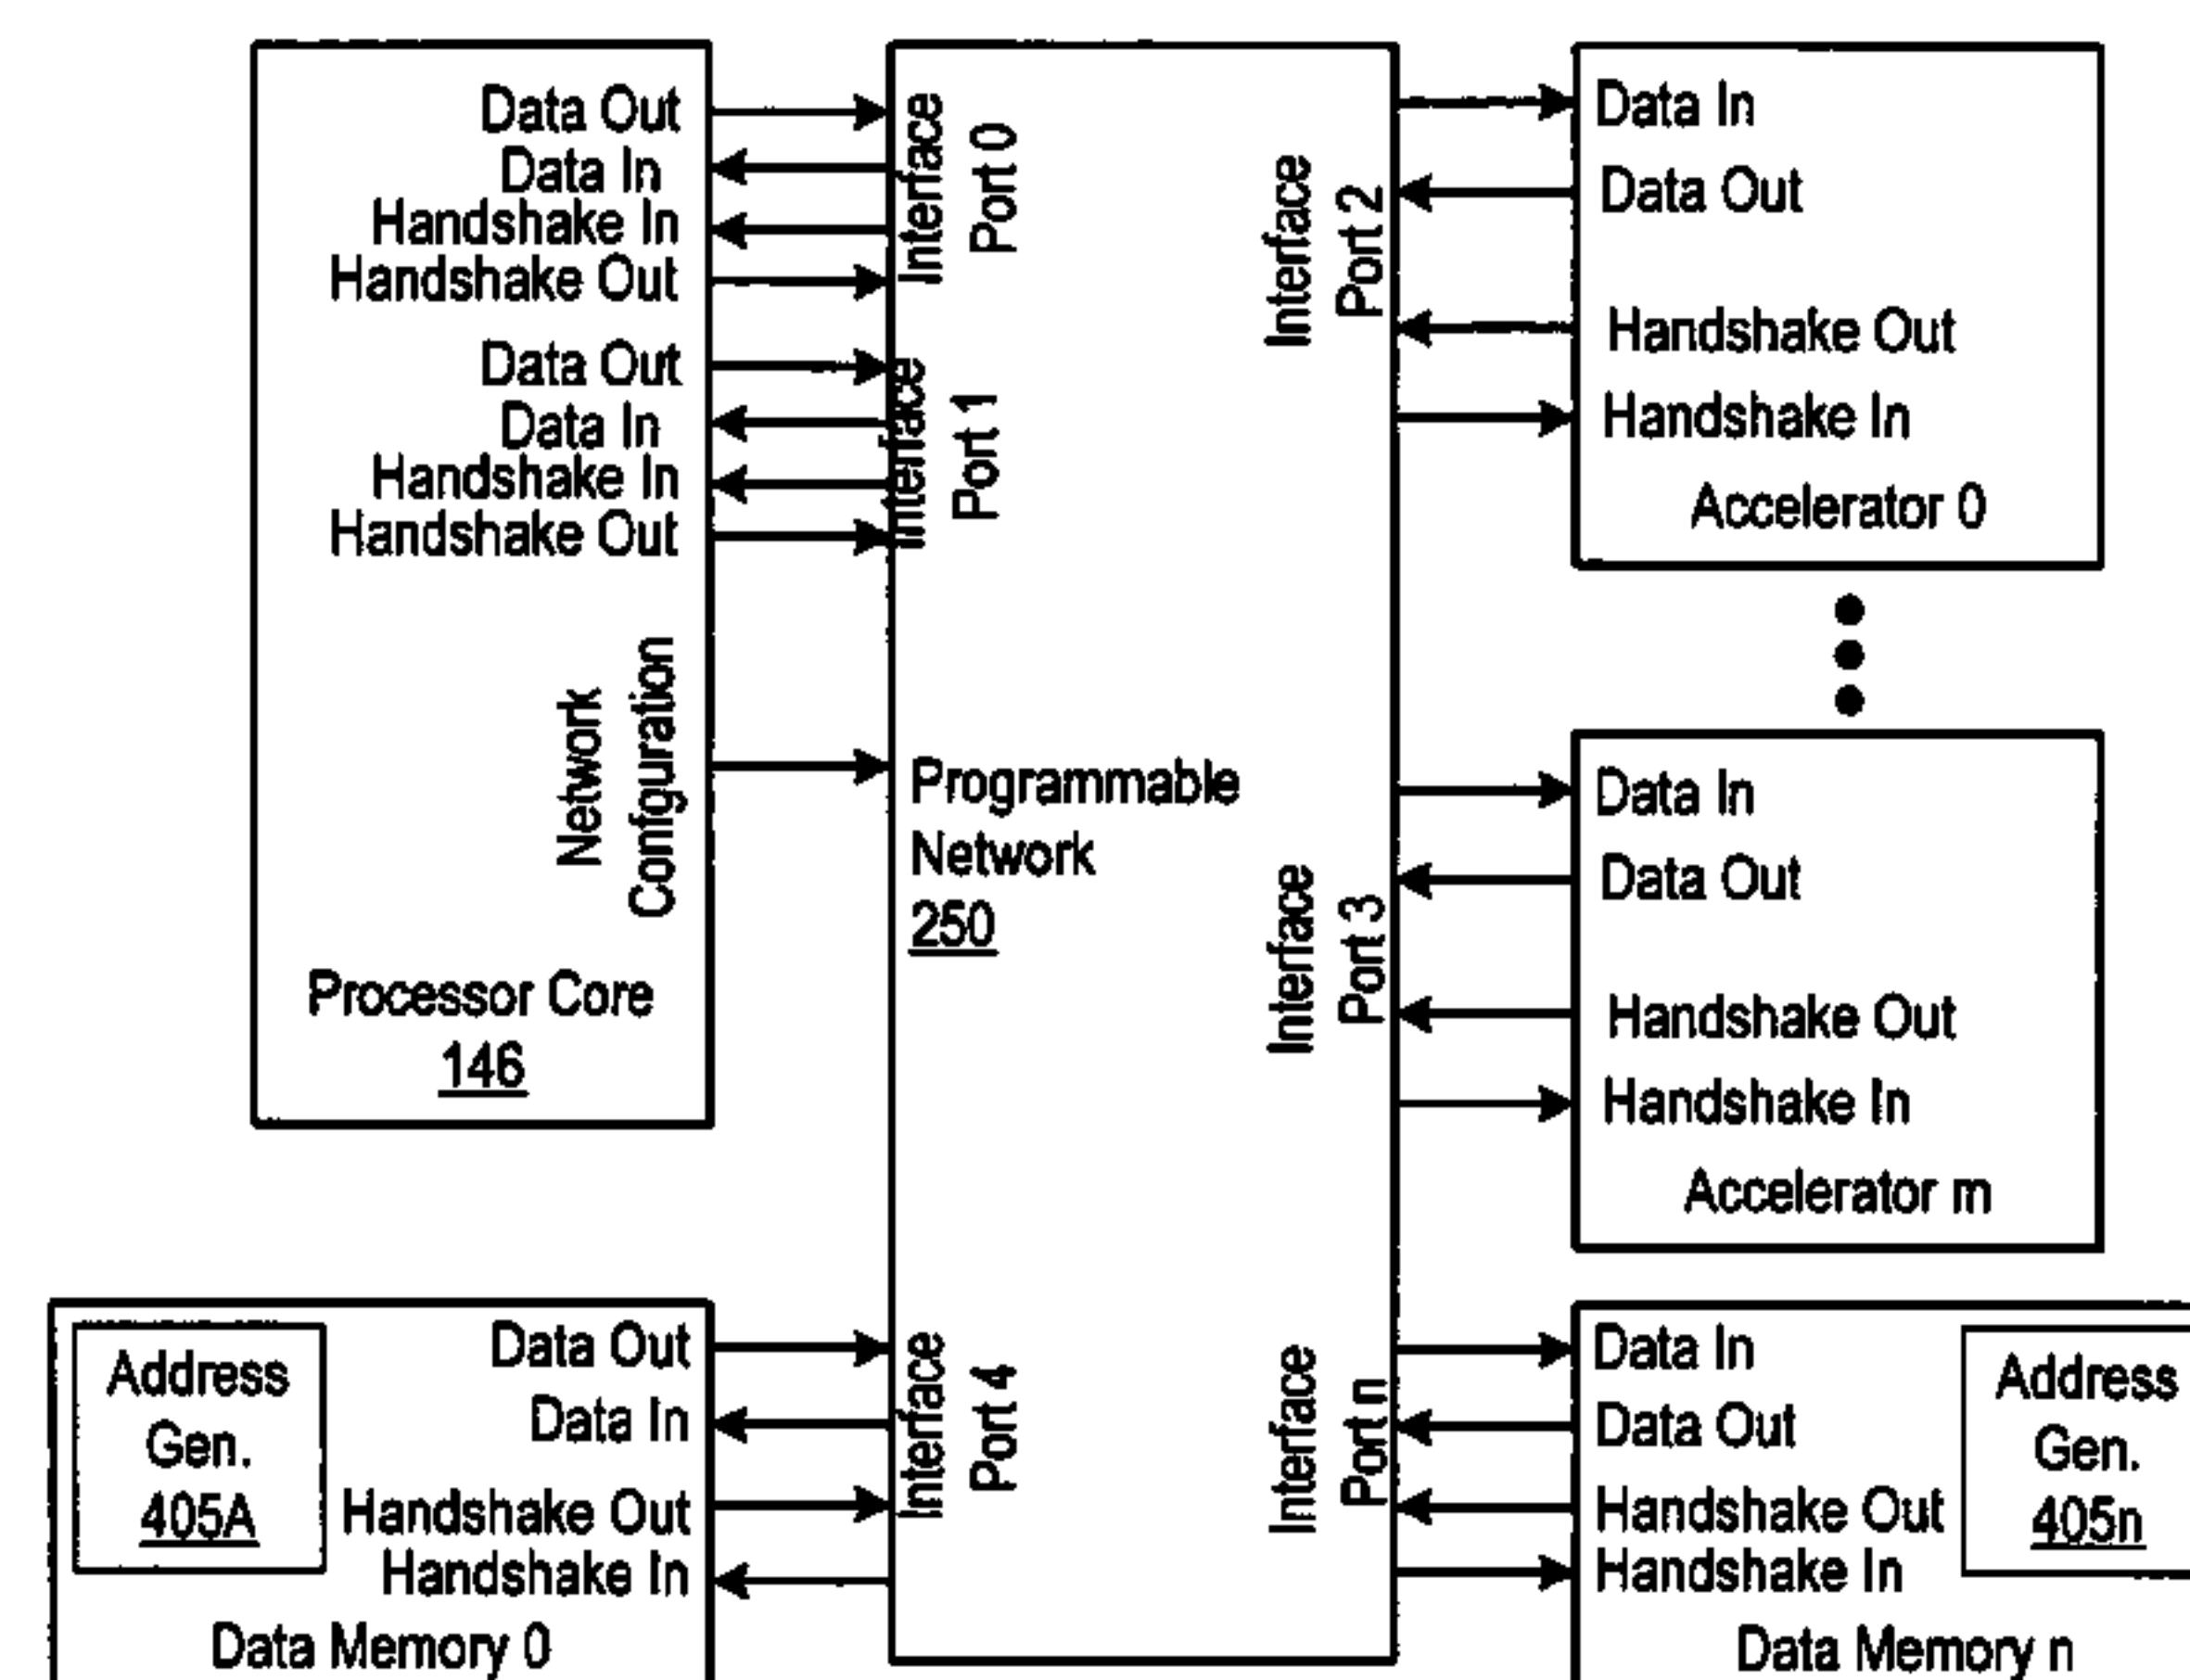 Data Out
Data In
Handshake In
Handshake Out
Data Out
Data In
Handshake In
Handshake Out
Network
Configuration
Processor Core
146
Interface
Port 0
Interface
Port 1
Programmable
Network
250
Interface
Port 2
Interface
Port 3
Interface
Port 4
Interface
Port n
Data In
Data Out
Handshake Out
Handshake In
Accelerator 0
Data In
Data Out
Handshake Out
Handshake In
Accelerator m
Address
Gen.
405A
Data Out
Data In
Handshake Out
Handshake In
Data Memory 0
Data In
Data Out
Handshake Out
Handshake In
Address
Gen.
405n
Data Memory n